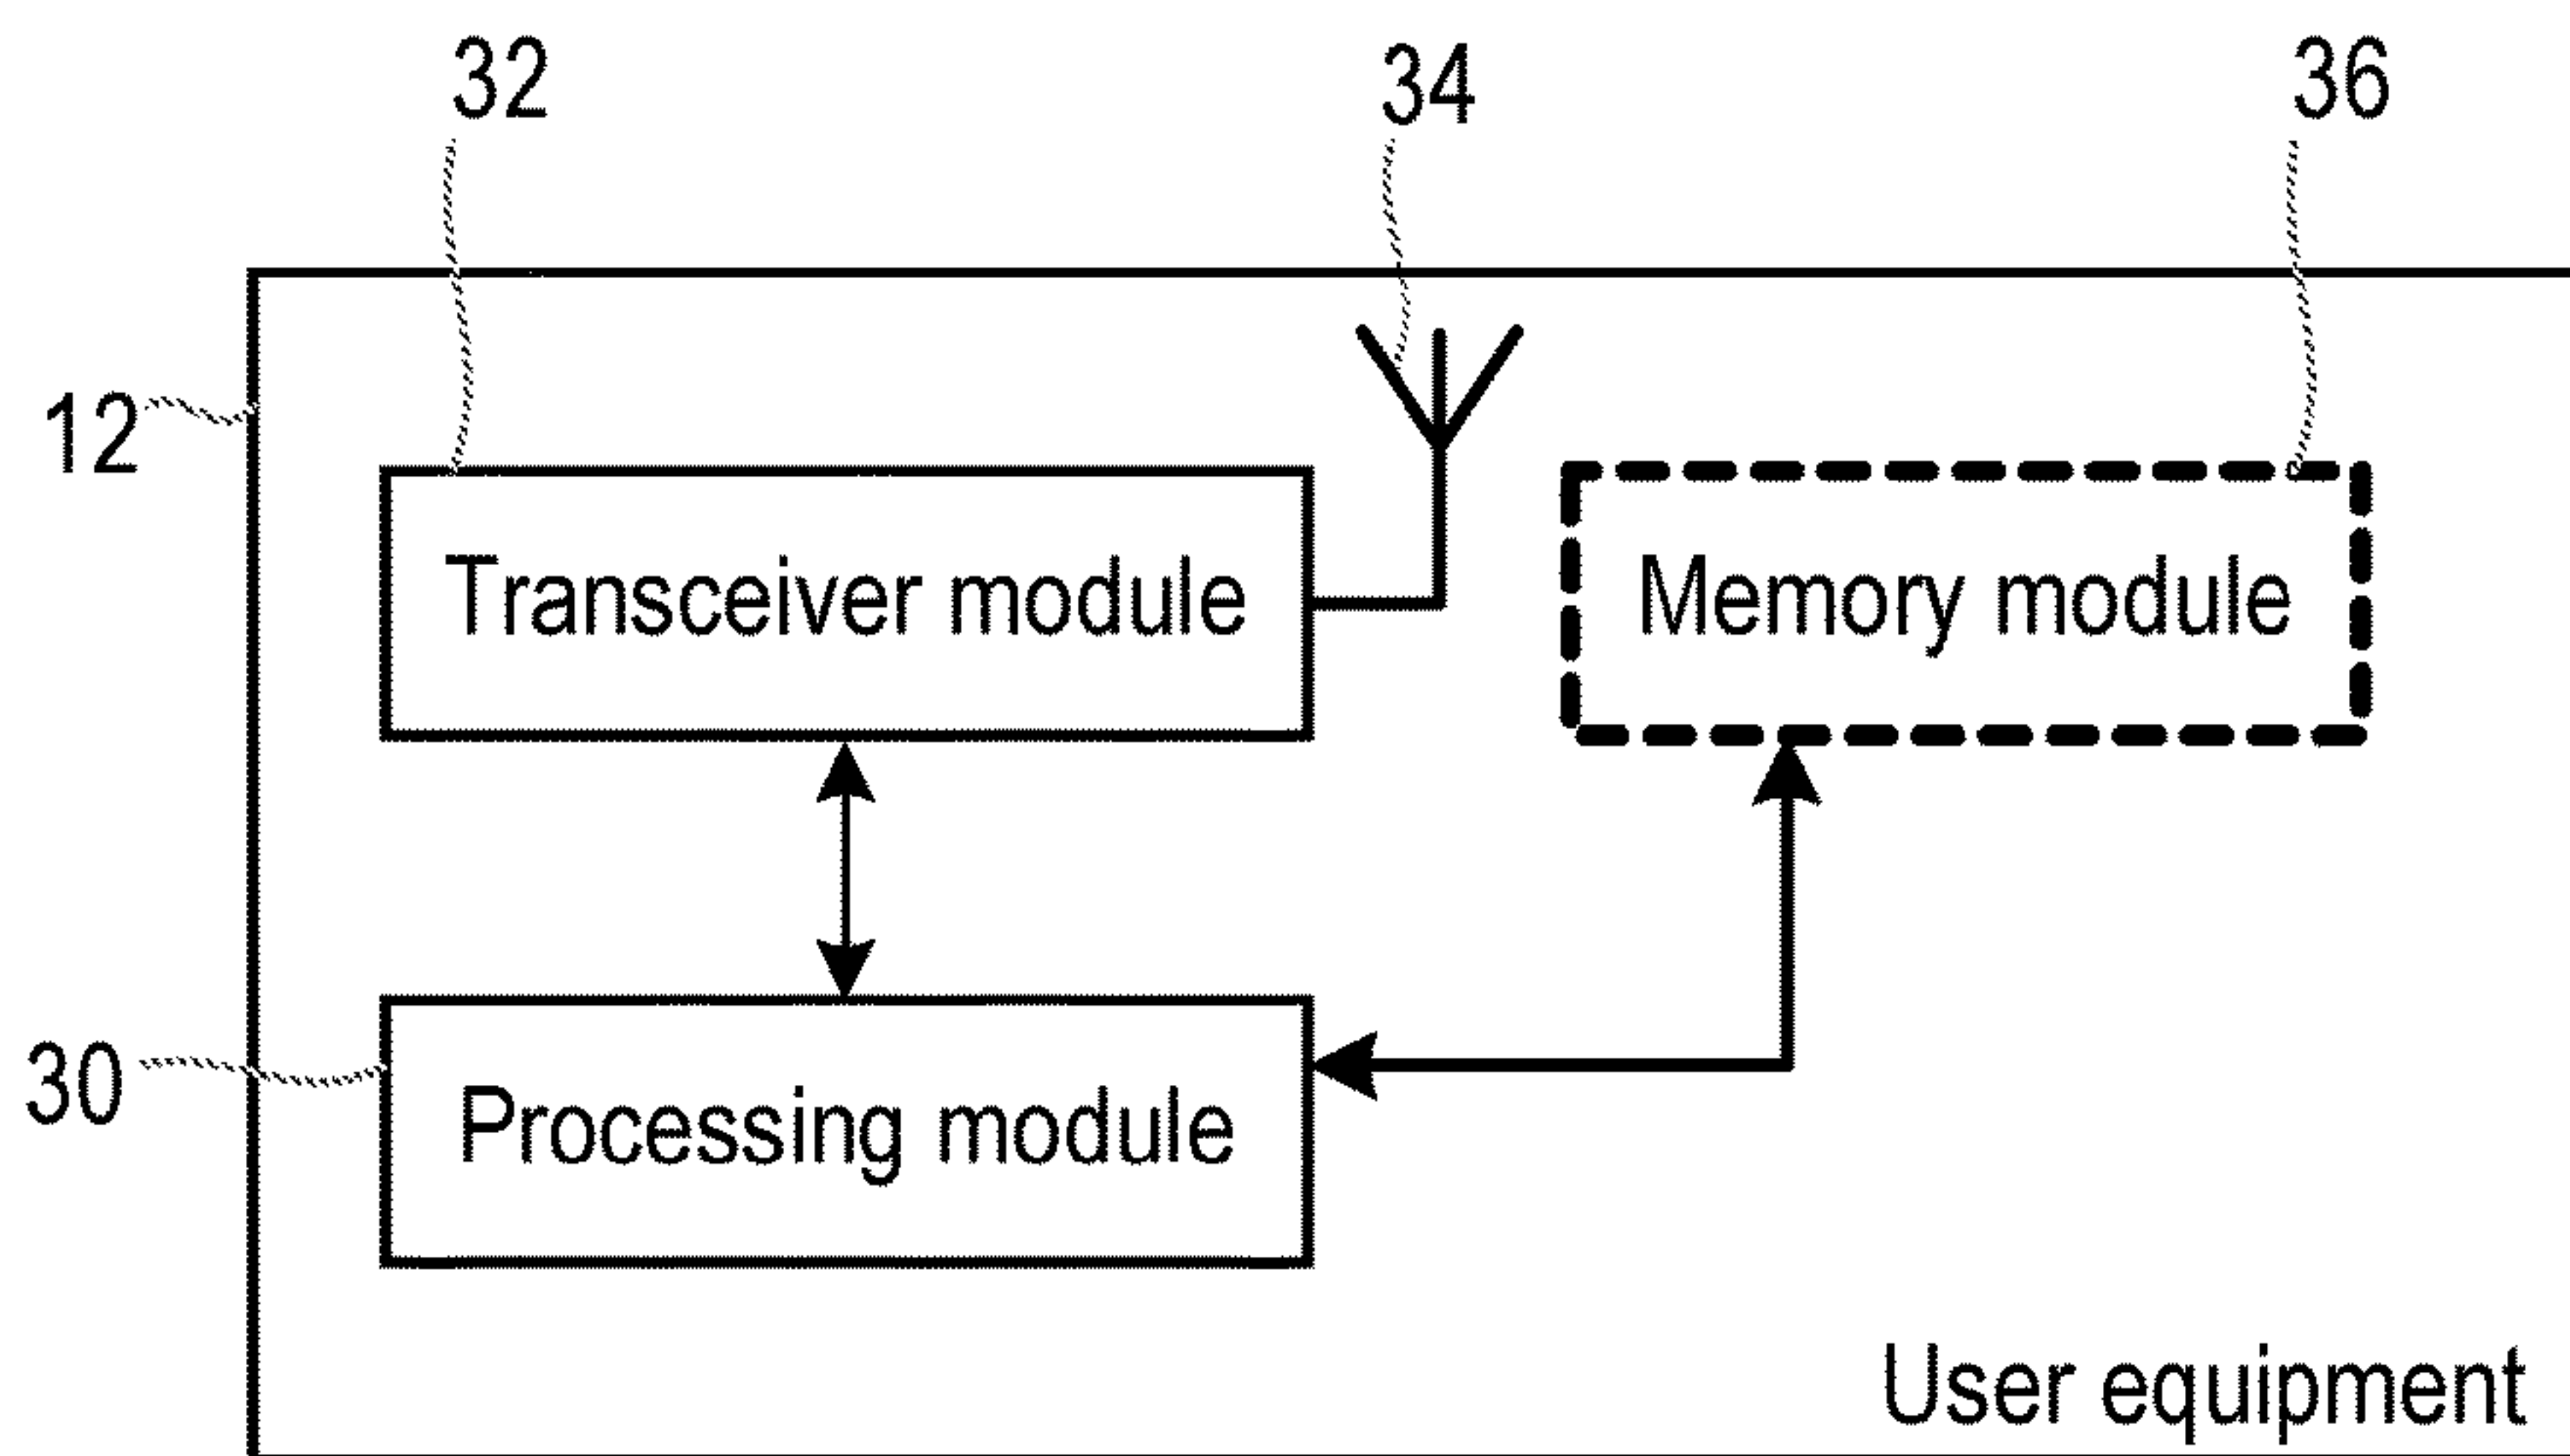 32
34
36
12
Transceiver module
Memory module
30
Processing module
User equipment